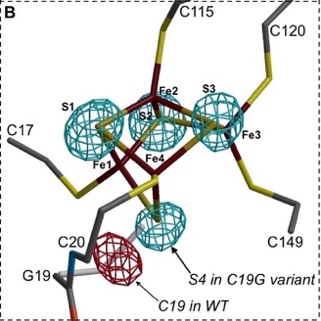 B
C115
C120
S1
Fe2
S2
S3
Fe3
C17
Fe1
Fe4
C20
C149
G19
S4 in C19G variant
C19 in WT